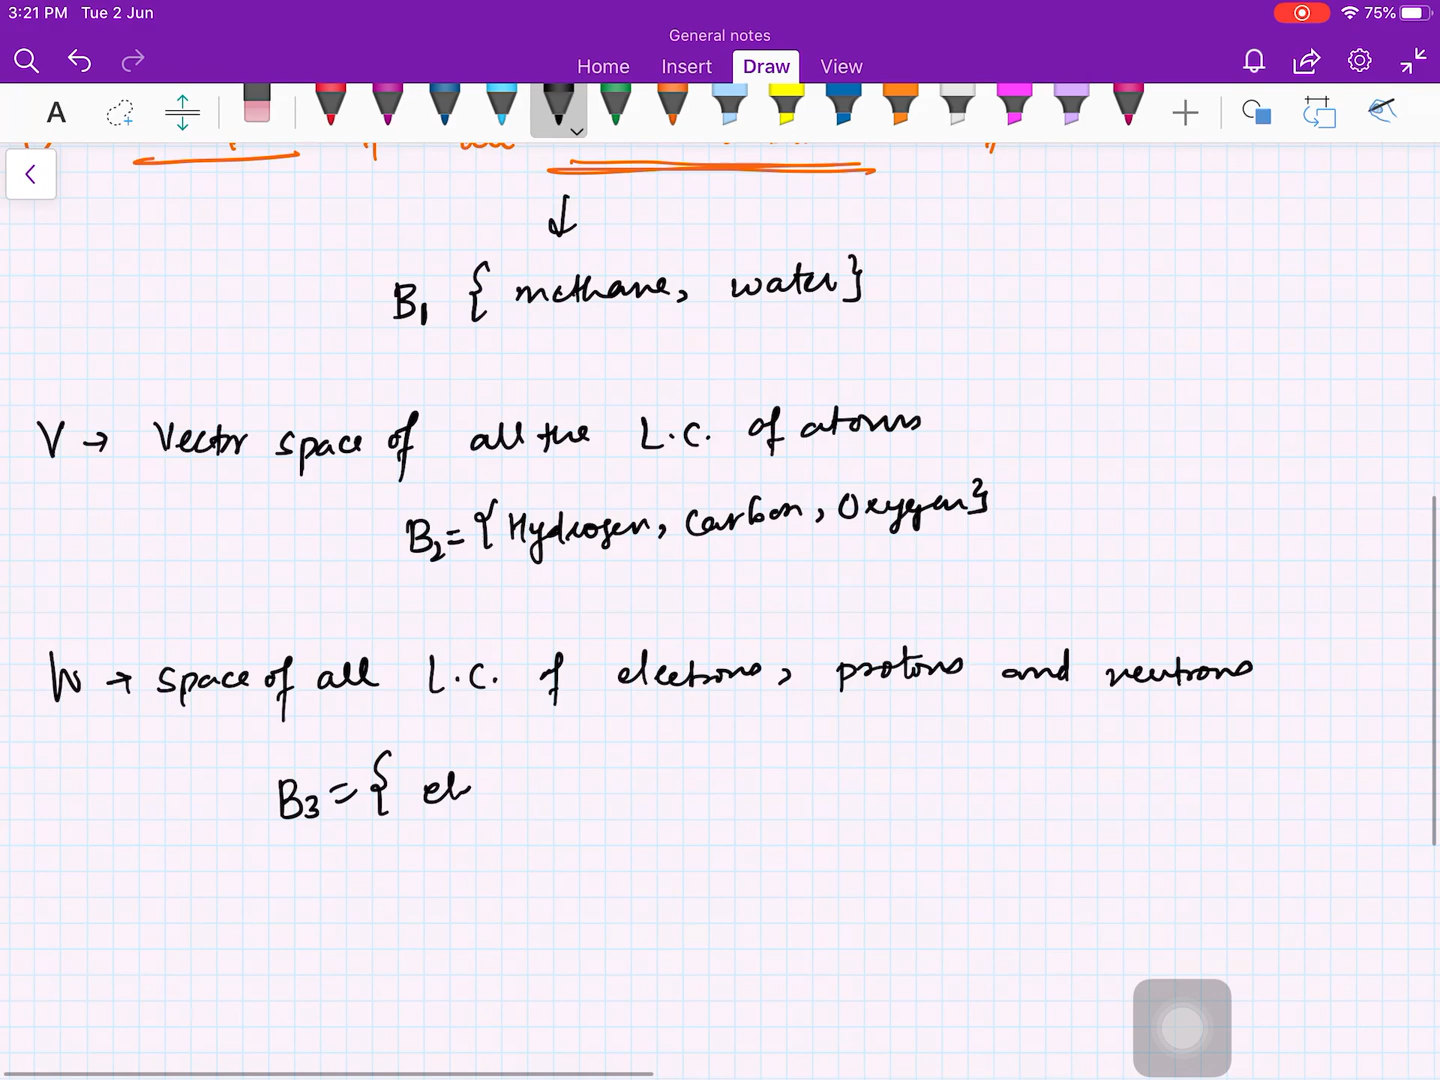 3:21 PM Tue 2 Jun 75%
General notes
Home Insert Draw View
A
B1 { methane, water }
V → Vector space of all the L.C. of atoms
B2 = { Hydrogen, Carbon, Oxygen }
W → space of all L.C. of electrons, protons and neutrons
B3 = { el